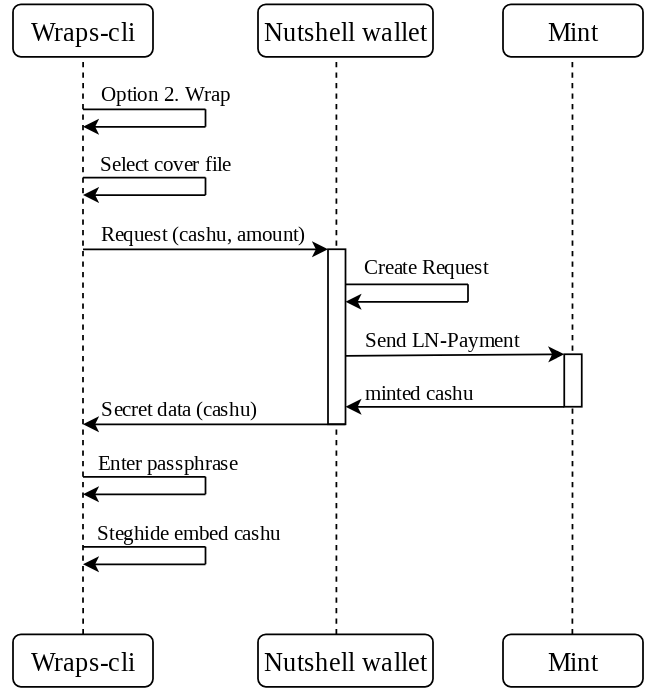 Wraps-cli
Nutshell wallet
Mint
Option 2. Wrap
Select cover file
Request (cashu, amount)
Create Request
Send LN-Payment
minted cashu
Secret data (cashu)
Enter passphrase
Steghide embed cashu
Wraps-cli
Nutshell wallet
Mint